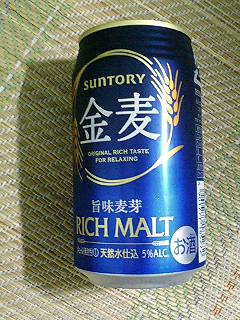 SUNTORY
金麦
ORIGINAL RICH TASTE
FOR RELAXING
旨味麦芽
RICH MALT
天然水仕込 5%ALC.
お酒